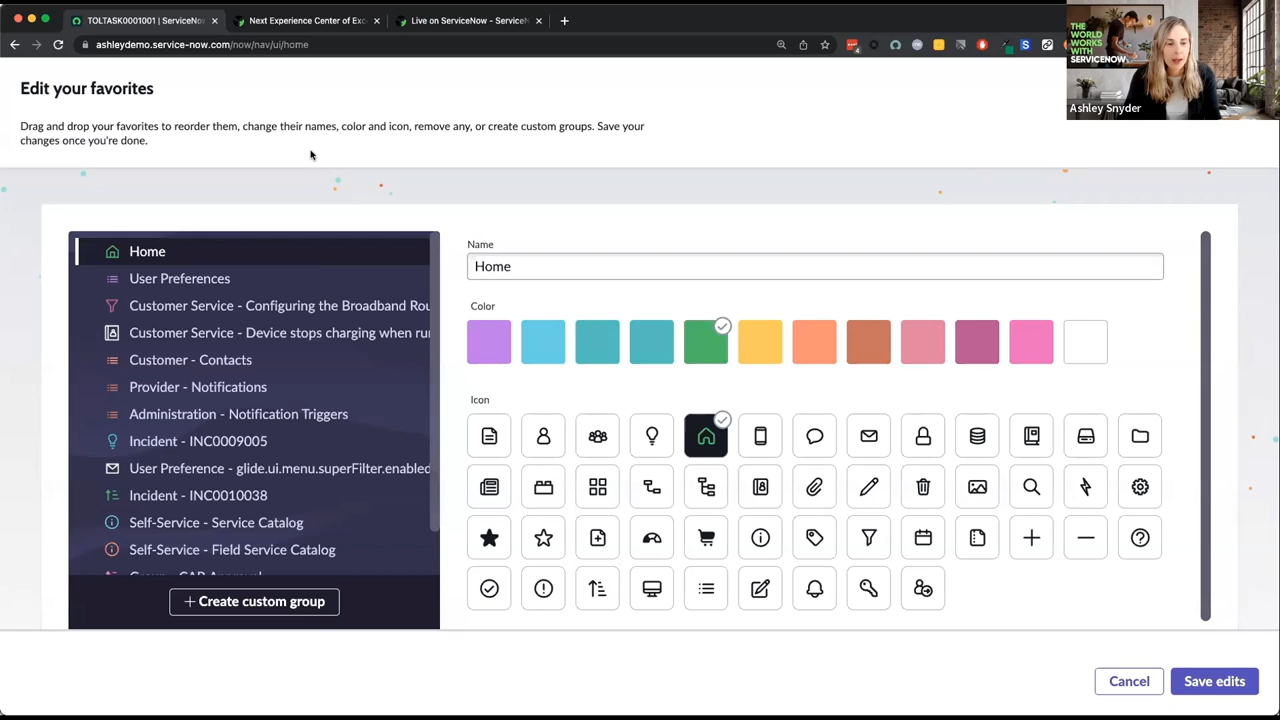 TOLTASK0001001 | ServiceNo
Next Experience Center of Exc
Live on ServiceNow - ServiceN
ashleydemo.service-now.com/now/nav/ui/home
THE
WORLD
WORKS
WITH
SERVICENOW
Ashley Snyder
Edit your favorites
Drag and drop your favorites to reorder them, change their names, color and icon, remove any, or create custom groups. Save your
changes once you're done.
Home
User Preferences
Customer Service - Configuring the Broadband Rou
Customer Service - Device stops charging when ru
Customer - Contacts
Provider - Notifications
Administration - Notification Triggers
Incident - INC0009005
User Preference - glide.ui.menu.superFilter.enabled
Incident - INC0010038
Self-Service - Service Catalog
Self-Service - Field Service Catalog
Group - CAB Approval
+ Create custom group
Name
Home
Color
Icon
Cancel
Save edits